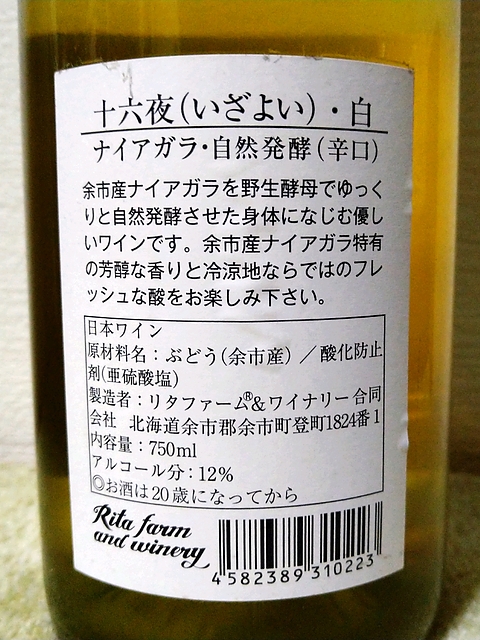 十六夜(いざよい)・白
ナイアガラ・自然発酵(辛口)
余市産ナイアガラを野生酵母でゆっく
りと自然発酵させた身体になじむ優し
いワインです。余市産ナイアガラ特有
の芳醇な香りと冷涼地ならではのフレ
ッシュな酸をお楽しみ下さい。
日本ワイン
原材料名：ぶどう(余市産)／酸化防止
剤(亜硫酸塩)
製造者：リタファーム®&ワイナリー合同
会社 北海道余市郡余市町登町1824番1
内容量：750ml
アルコール分：12%
◎お酒は20歳になってから
Rita farm
and winery
4582389310223